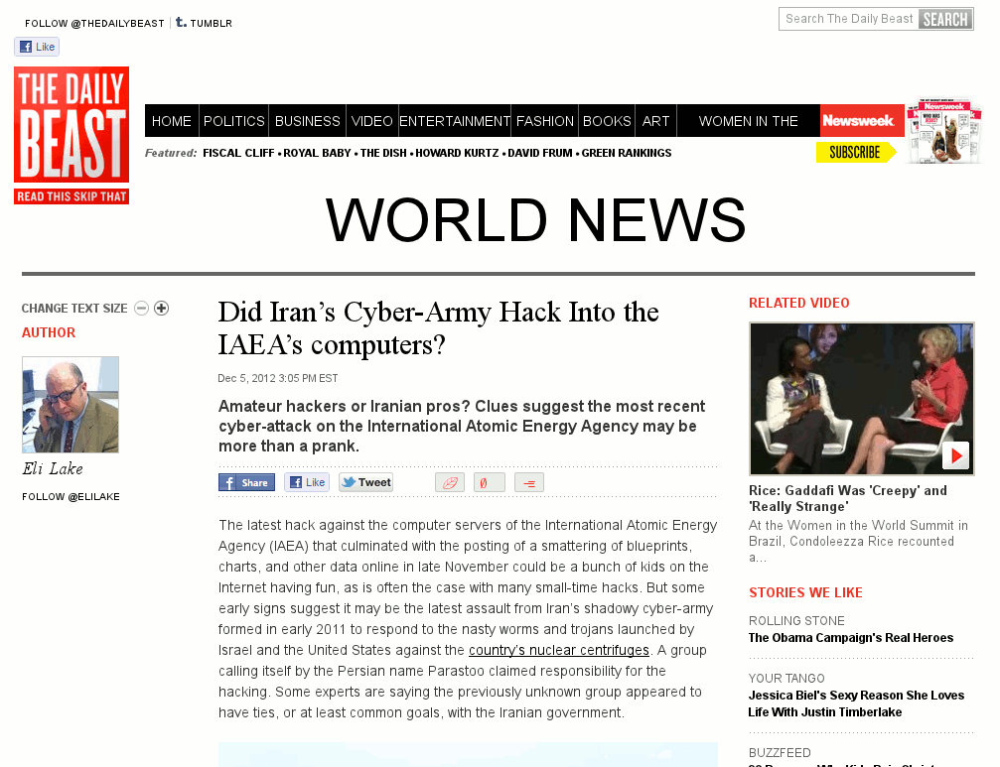 FOLLOW @THEDAILYBEAST
t. TUMBLR
Search The Daily Beast
SEARCH
Like
THE DAILY
BEAST
READ THIS SKIP THAT
HOME
POLITICS
BUSINESS
VIDEO
ENTERTAINMENT
FASHION
BOOKS
ART
WOMEN IN THE
Newsweek
Newsweek
Featured: FISCAL CLIFF • ROYAL BABY • THE DISH • HOWARD KURTZ • DAVID FRUM • GREEN RANKINGS
SUBSCRIBE
WORLD NEWS
CHANGE TEXT SIZE
AUTHOR
Eli Lake
FOLLOW @ELILAKE
Did Iran’s Cyber-Army Hack Into the
IAEA’s computers?
Dec 5, 2012 3:05 PM EST
Amateur hackers or Iranian pros? Clues suggest the most recent
cyber-attack on the International Atomic Energy Agency may be
more than a prank.
f Share
Like
Tweet
The latest hack against the computer servers of the International Atomic Energy
Agency (IAEA) that culminated with the posting of a smattering of blueprints,
charts, and other data online in late November could be a bunch of kids on the
Internet having fun, as is often the case with many small-time hacks. But some
early signs suggest it may be the latest assault from Iran’s shadowy cyber-army
formed in early 2011 to respond to the nasty worms and trojans launched by
Israel and the United States against the country’s nuclear centrifuges. A group
calling itself by the Persian name Parastoo claimed responsibility for the
hacking. Some experts are saying the previously unknown group appeared to
have ties, or at least common goals, with the Iranian government.
RELATED VIDEO
Rice: Gaddafi Was 'Creepy' and
'Really Strange'
At the Women in the World Summit in
Brazil, Condoleezza Rice recounted
a...
STORIES WE LIKE
ROLLING STONE
The Obama Campaign's Real Heroes
YOUR TANGO
Jessica Biel's Sexy Reason She Loves
Life With Justin Timberlake
BUZZFEED